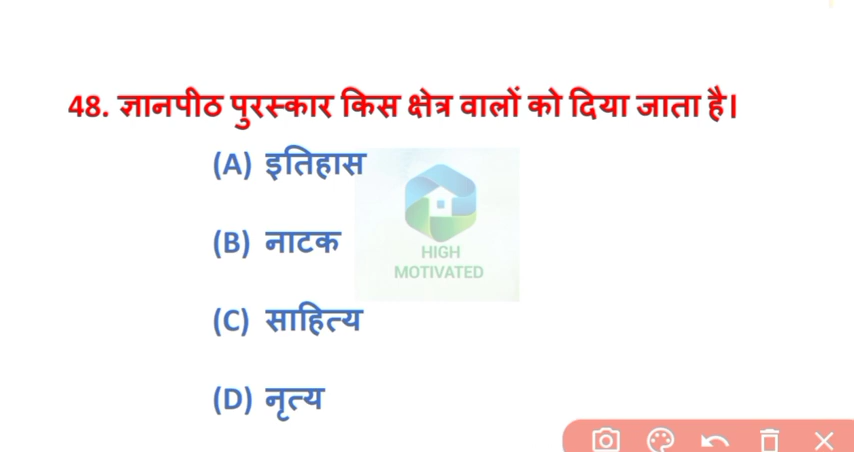 48. ज्ञानपीठ पुरस्कार किस क्षेत्र वालों को दिया जाता है।
(A) इतिहास
(B) नाटक
HIGH
MOTIVATED
(C) साहित्य
(D) नृत्य